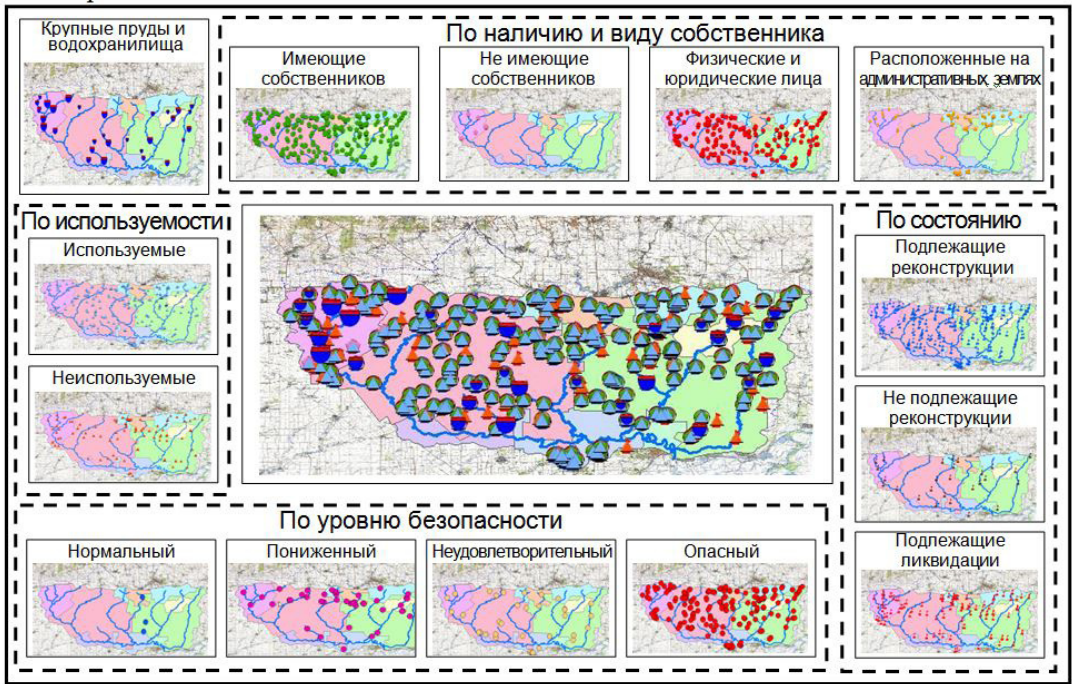 Крупные пруды и
водохранилища
По наличию и виду собственника
Имеющие
собственников
Не имеющие
собственников
Физические и
юридические лица
Расположенные на
административных землях
По используемости
Используемые
Неиспользуемые
По состоянию
Подлежащие
реконструкции
Не подлежащие
реконструкции
Подлежащие
ликвидации
По уровню безопасности
Нормальный
Пониженный
Неудовлетворительный
Опасный